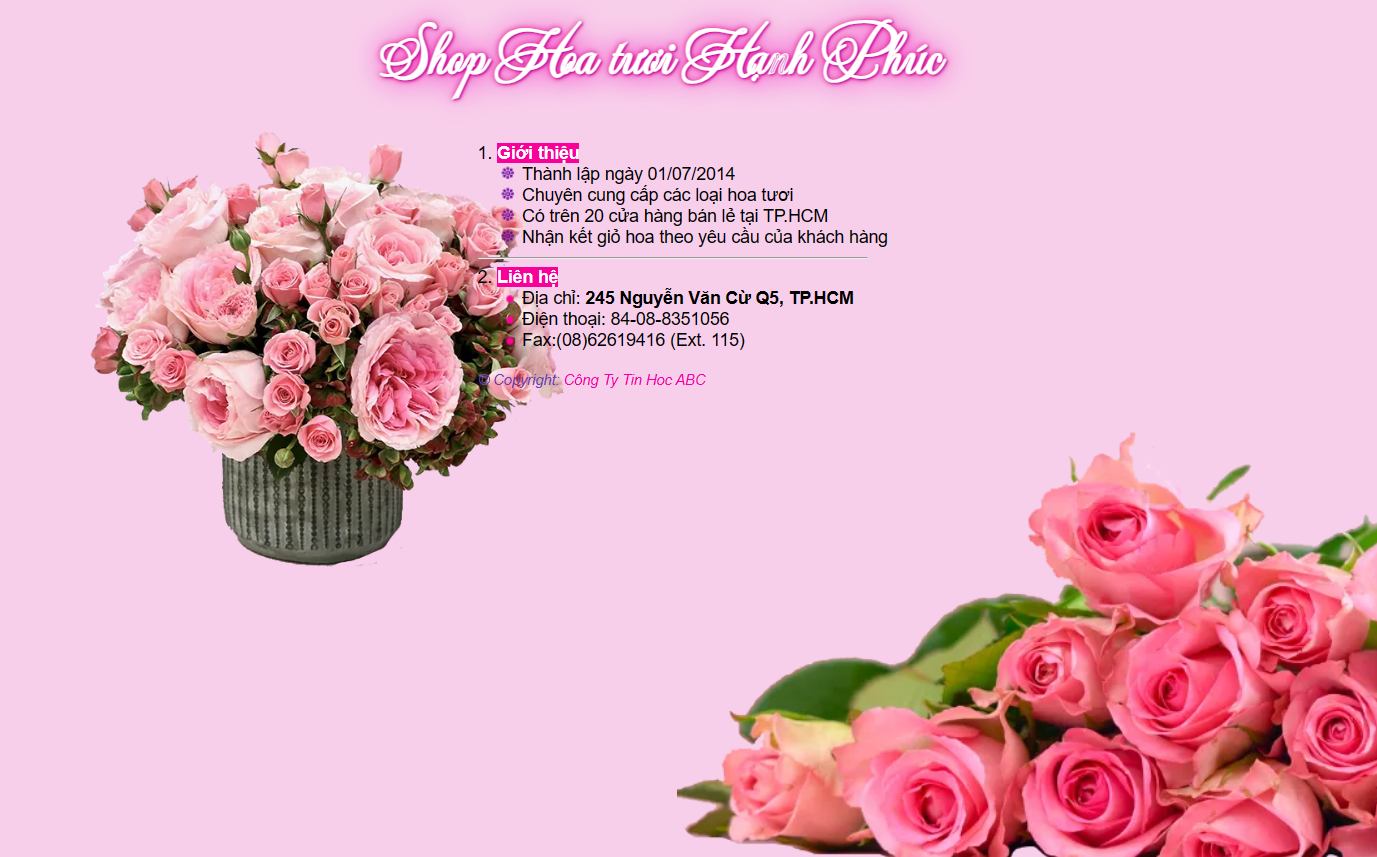 Shop Hoa tươi Hạnh Phúc
1. Giới thiệu
Thành lập ngày 01/07/2014
Chuyên cung cấp các loại hoa tươi
Có trên 20 cửa hàng bán lẻ tại TP.HCM
Nhận kết giỏ hoa theo yêu cầu của khách hàng
2. Liên hệ
Địa chỉ: 245 Nguyễn Văn Cừ Q5, TP.HCM
Điện thoại: 84-08-8351056
Fax:(08)62619416 (Ext. 115)
© Copyright: Công Ty Tin Hoc ABC